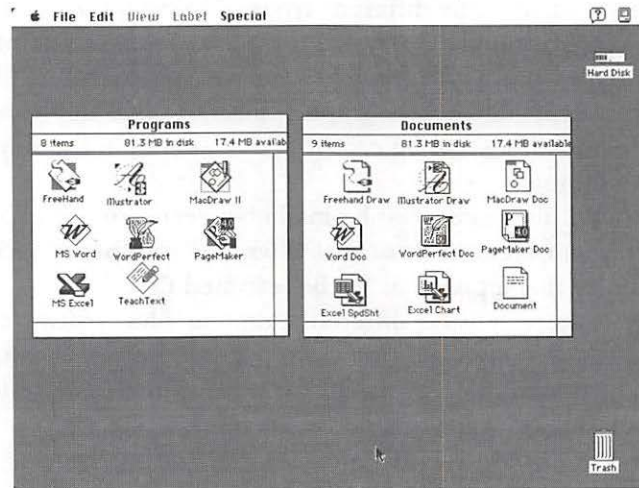 File Edit View Label Special
Hard Disk
Programs
8 items 81.3 MB in disk 17.4 MB availab
FreeHand Illustrator MacDraw II
MS Word WordPerfect PageMaker
MS Excel TeachText
Documents
9 items 81.3 MB in disk 17.4 MB available
Freehand Draw Illustrator Draw MacDraw Doc
Word Doc WordPerfect Doc PageMaker Doc
Excel SpdSht Excel Chart Document
Trash